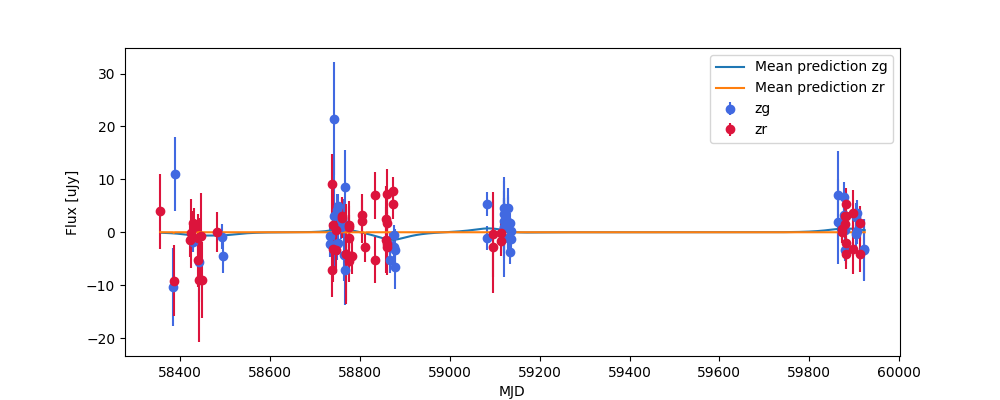 Mean prediction zg
Mean prediction zr
zg
zr
Flux [uJy]
30
20
10
0
−10
−20
58400
58600
58800
59000
59200
59400
59600
59800
60000
MJD